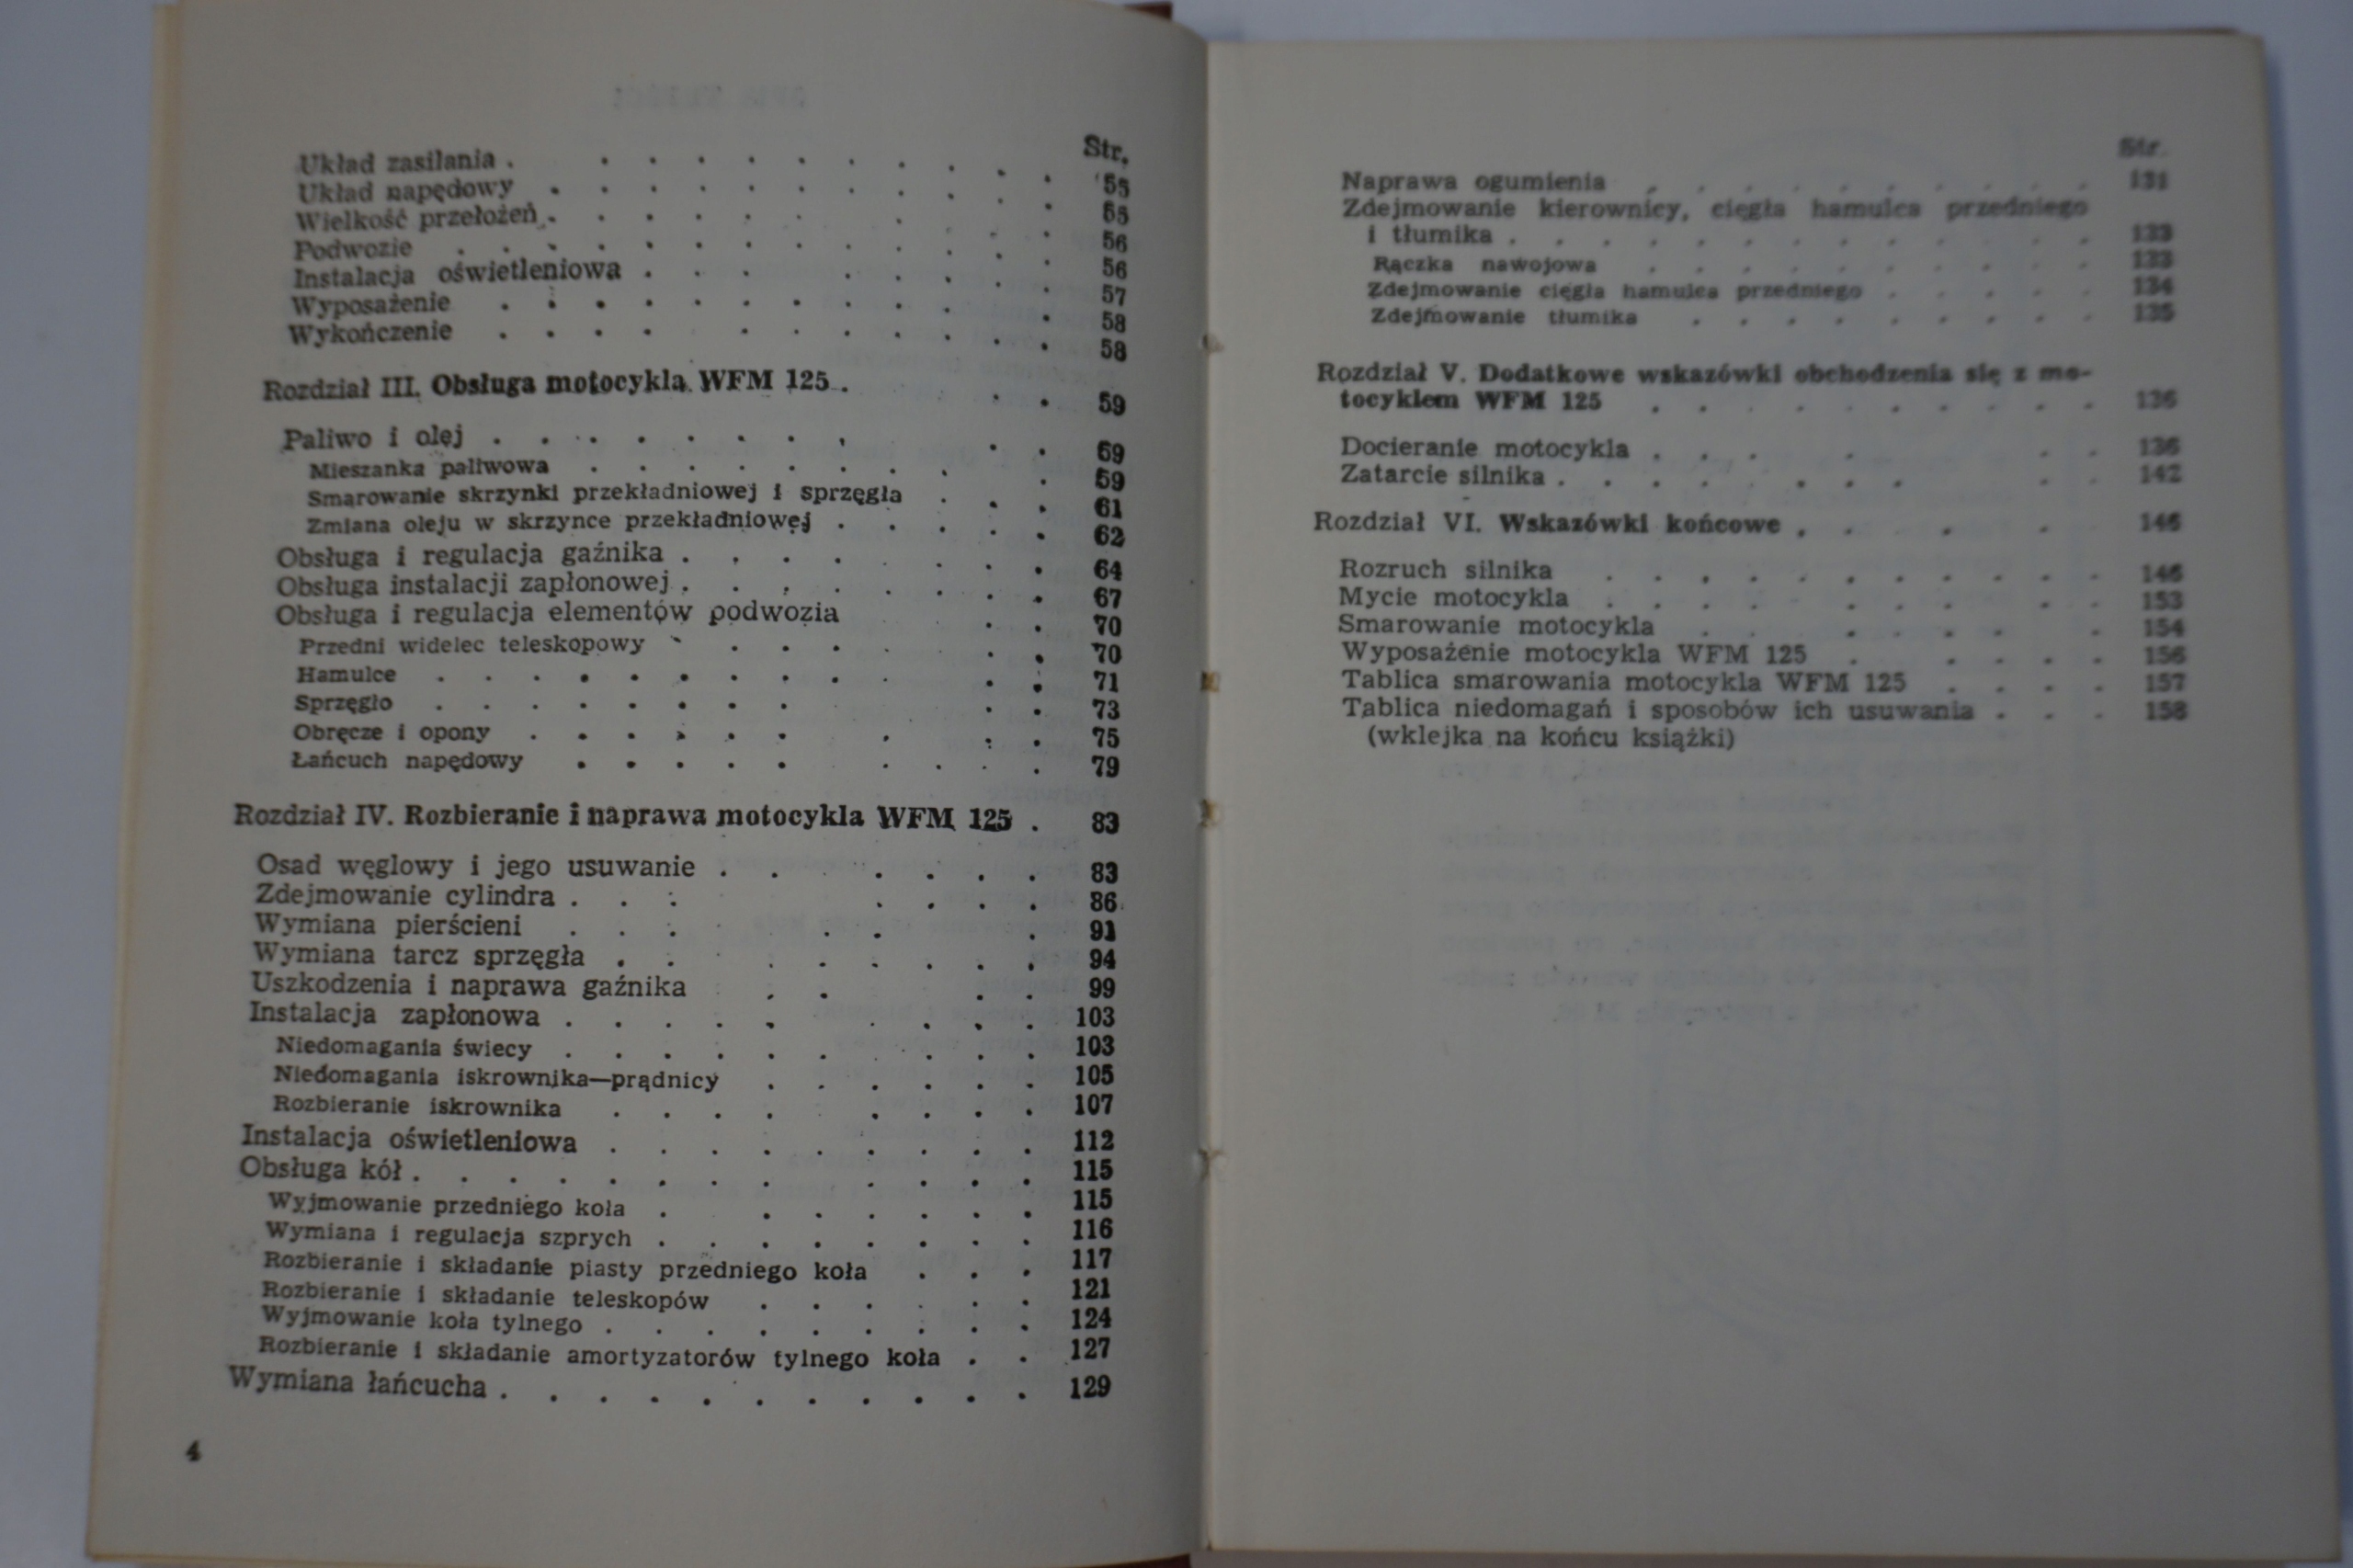 Str.
Układ zasilania . . . . . . . . . . . 55
Układ napędowy . . . . . . . . . . . 55
Wielkość przełożeń . . . . . . . . . . 56
Podwozie . . . . . . . . . . . . 56
Instalacja oświetleniowa . . . . . . . . . 57
Wyposażenie . . . . . . . . . . . 58
Wykończenie . . . . . . . . . . . 58
Rozdział III. Obsługa motocykla WFM 125 . . . 59
Paliwo i olej . . . . . . . . . . 59
Mieszanka paliwowa . . . . . . . . . 59
Smarowanie skrzynki przekładniowej i sprzęgła . . . 61
Zmiana oleju w skrzynce przekładniowej . . . . . 62
Obsługa i regulacja gaźnika . . . . . . . 64
Obsługa instalacji zapłonowej . . . . . . . 67
Obsługa i regulacja elementów podwozia . . 70
Przedni widelec teleskopowy . . . . . 70
Hamulce . . . . . . . . . . . 71
Sprzęgło . . . . . . . . . . 73
Obręcze i opony . . . . . . . . . 75
Łańcuch napędowy . . . . . . . . . 79
Rozdział IV. Rozbieranie i naprawa motocykla WFM 125 . 83
Osad węglowy i jego usuwanie . . . . . . 83
Zdejmowanie cylindra . . . . . . . 86
Wymiana pierścieni . . . . . . 91
Wymiana tarcz sprzęgła . . . . . . . . 94
Uszkodzenia i naprawa gaźnika . . . . 99
Instalacja zapłonowa . . . . . . . . . 103
Niedomagania świecy . . . . . . . . . 103
Niedomagania iskrownika—prądnicy . . . . . . 105
Rozbieranie iskrownika . . . . . . . . 107
Instalacja oświetleniowa . . . . . . . . . 112
Obsługa kół . . . . . . . . . . . . . 115
Wyjmowanie przedniego koła . . . . . . . 115
Wymiana i regulacja szprych . . . . . . . . 116
Rozbieranie i składanie piasty przedniego koła . . . 117
Rozbieranie i składanie teleskopów . . . . . . 121
Wyjmowanie koła tylnego . . . . . . . . . 124
Rozbieranie i składanie amortyzatorów tylnego koła . . 127
Wymiana łańcucha . . . . . . . . . . . 129
4
Str.
Naprawa ogumienia . . . . . . . . . . 131
Zdejmowanie kierownicy, cięgła hamulca przedniego
i tłumika . . . . . . . . . . . . 133
Rączka nawojowa . . . . . . . . . . 133
Zdejmowanie cięgła hamulca przedniego . . . . . 134
Zdejmowanie tłumika . . . . . . . . . 135
Rozdział V. Dodatkowe wskazówki obchodzenia się z mo-
tocyklem WFM 125 . . . . . . . . . . 136
Docieranie motocykla . . . . . . 136
Zatarcie silnika . . . . . . . . . . 142
Rozdział VI. Wskazówki końcowe . . . . 146
Rozruch silnika . . . . . . . . . . . 146
Mycie motocykla . . . . . . . . . 153
Smarowanie motocykla . . . . . . . 154
Wyposażenie motocykla WFM 125 . . . . . 156
Tablica smarowania motocykla WFM 125 . . . . 157
Tablica niedomagań i sposobów ich usuwania . . . 158
(wklejka na końcu książki)